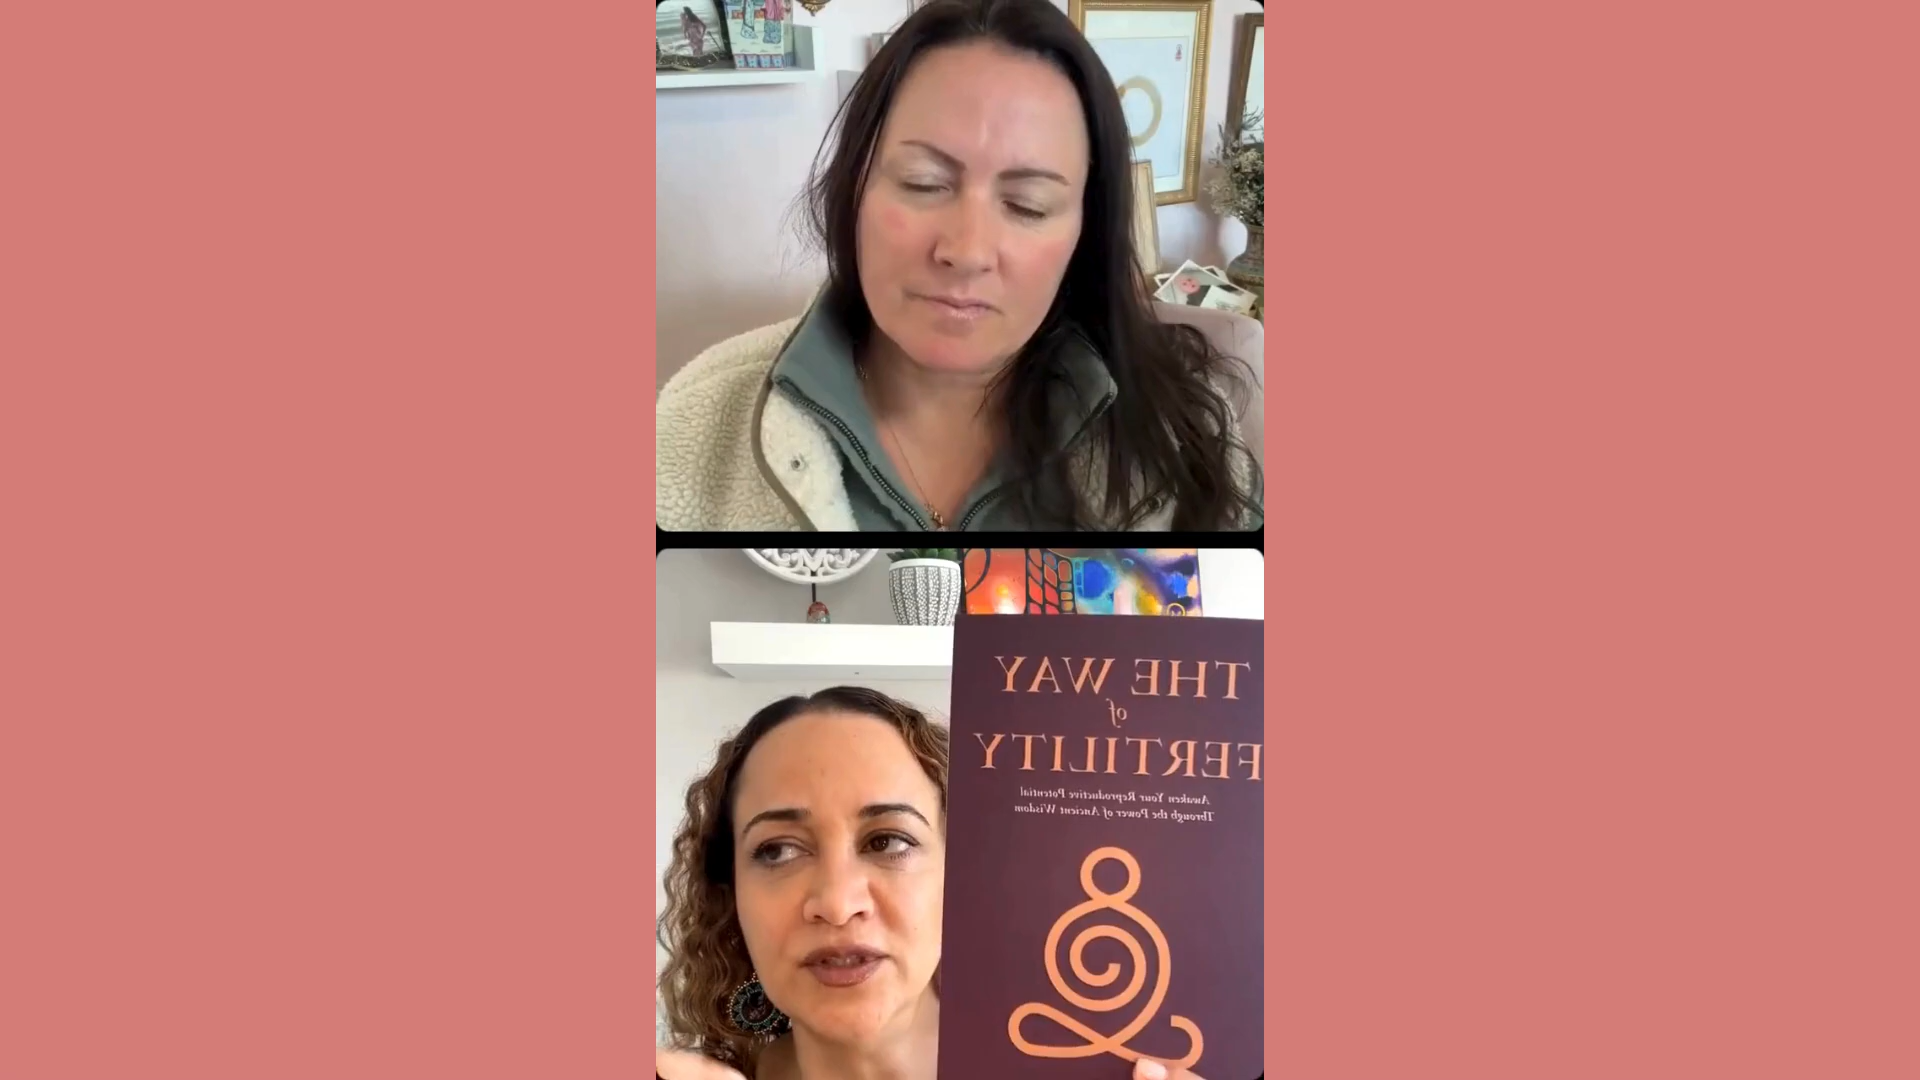 THE WAY
of
FERTILITY
Awaken Your Reproductive Potential
Through the Power of Ancient Wisdom